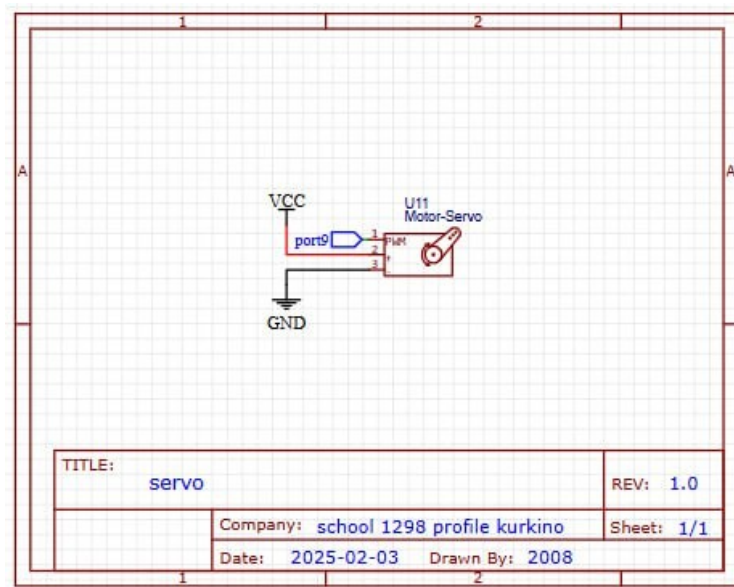 1 2
A A
VCC
U11
Motor-Servo
port9
1
PWM
2
+
3
-
GND
TITLE:
servo
REV: 1.0
Company: school 1298 profile kurkino
Sheet: 1/1
Date: 2025-02-03 Drawn By: 2008
1 2